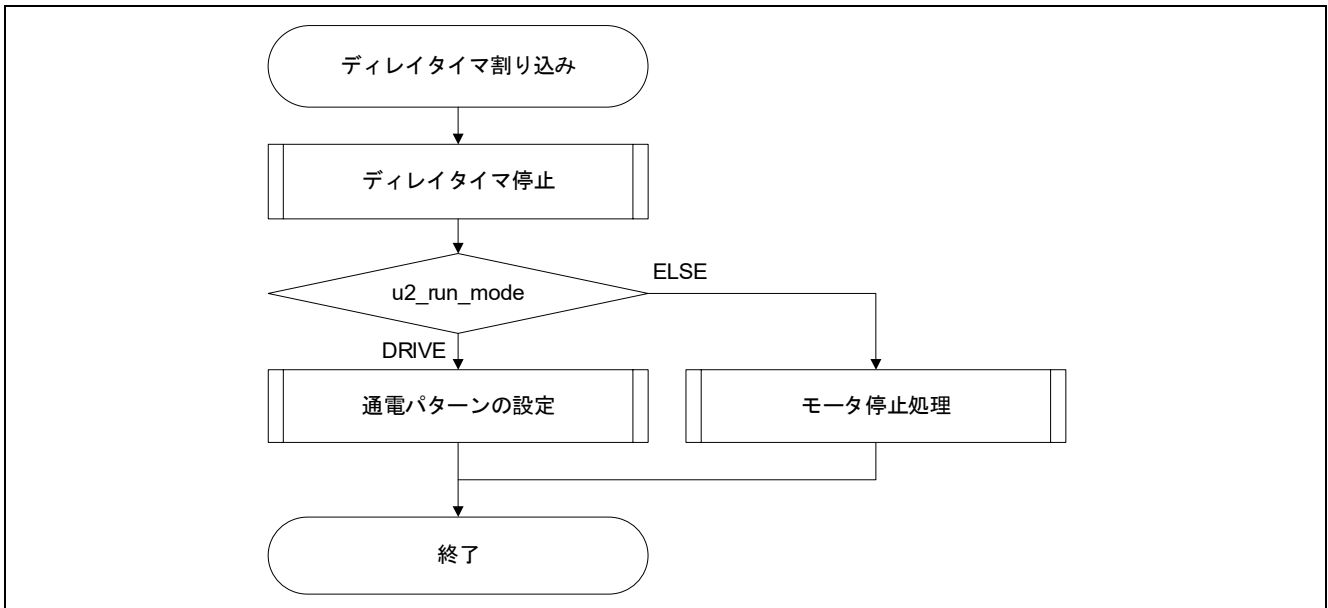 ディレイタイマ割り込み
ディレイタイマ停止
u2_run_mode
ELSE
DRIVE
通電パターンの設定
モータ停止処理
終了